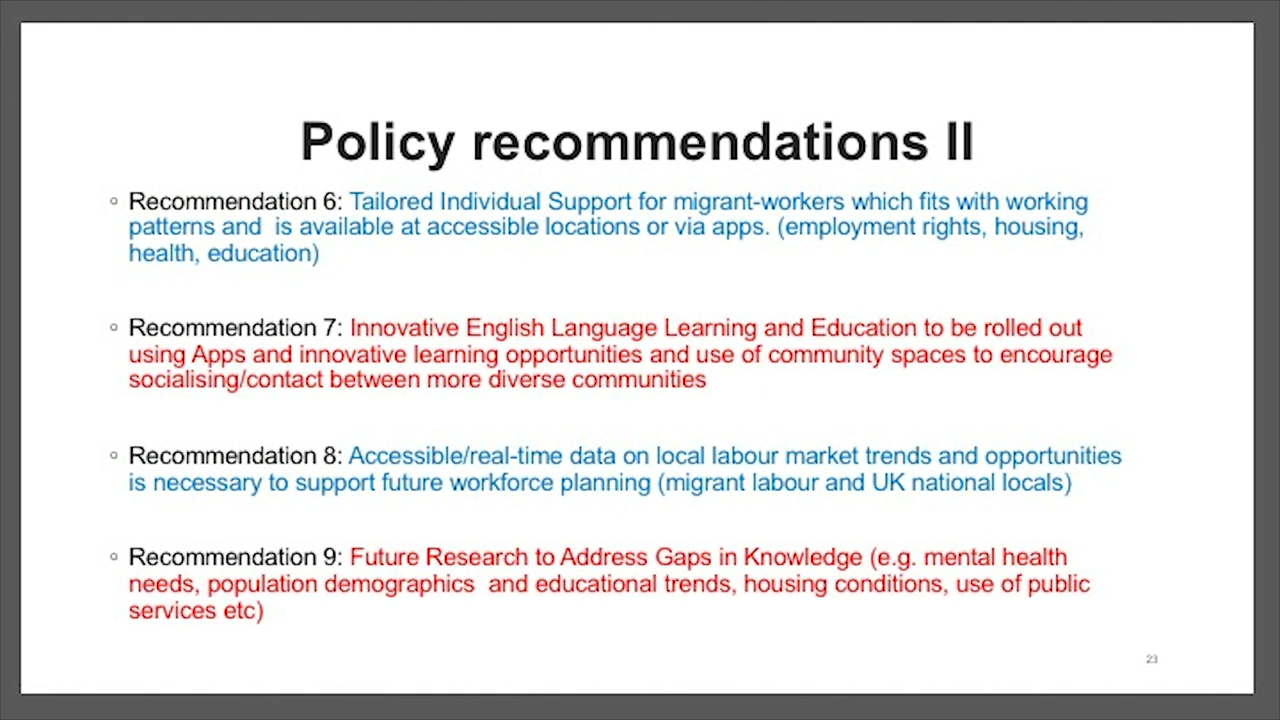 Policy recommendations II
Recommendation 6: Tailored Individual Support for migrant-workers which fits with working
patterns and  is available at accessible locations or via apps. (employment rights, housing,
health, education)
Recommendation 7: Innovative English Language Learning and Education to be rolled out
using Apps and innovative learning opportunities and use of community spaces to encourage
socialising/contact between more diverse communities
Recommendation 8: Accessible/real-time data on local labour market trends and opportunities
is necessary to support future workforce planning (migrant labour and UK national locals)
Recommendation 9: Future Research to Address Gaps in Knowledge (e.g. mental health
needs, population demographics  and educational trends, housing conditions, use of public
services etc)
23